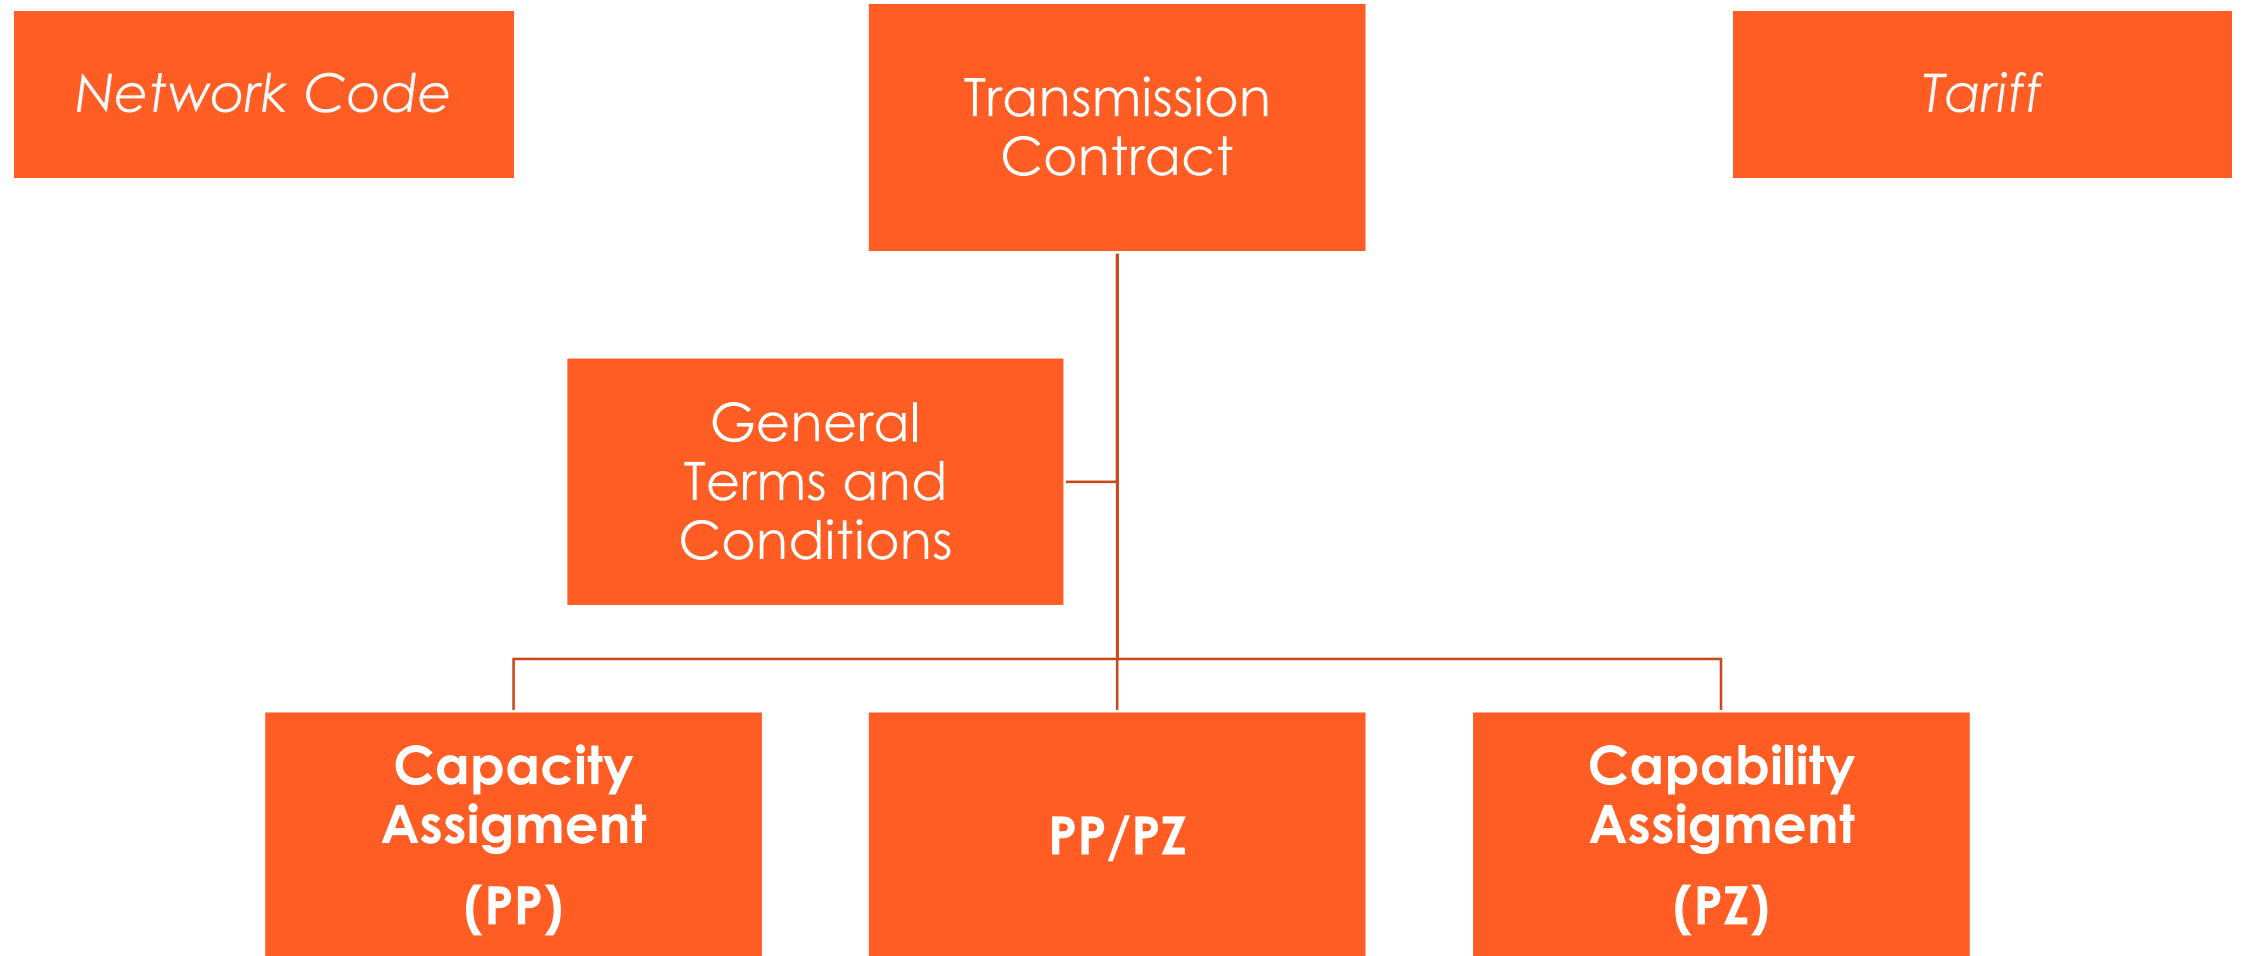 Network Code
Transmission
Contract
Tariff
General
Terms and
Conditions
Capacity
Assigment
(PP)
PP/PZ
Capability
Assigment
(PZ)